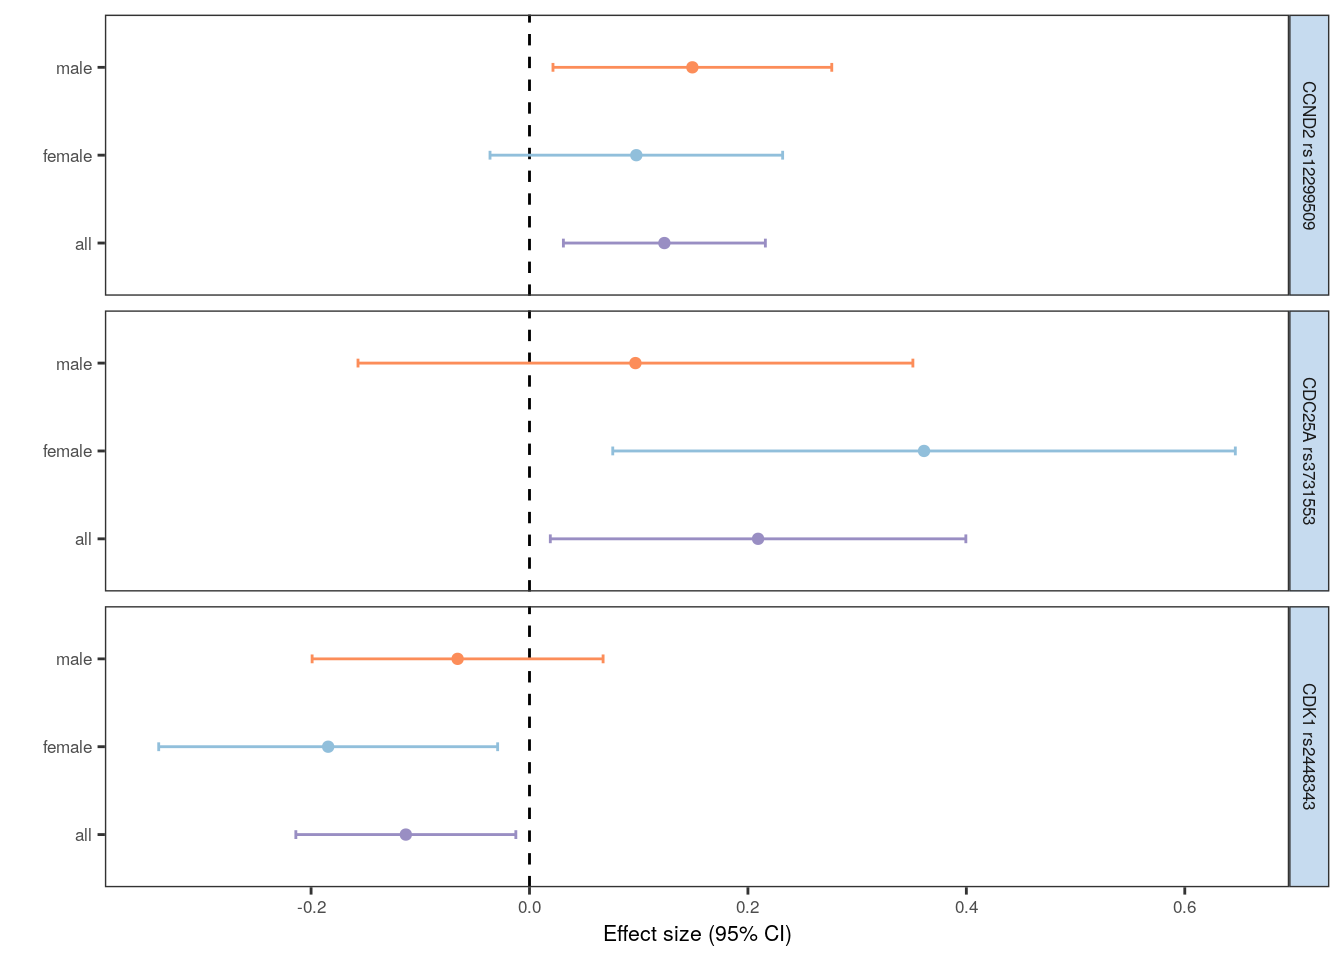 male
female
all
CCND2 rs12299509
male
female
all
CDC25A rs3731553
male
female
all
CDK1 rs2448343
-0.2 0.0 0.2 0.4 0.6
Effect size (95% CI)